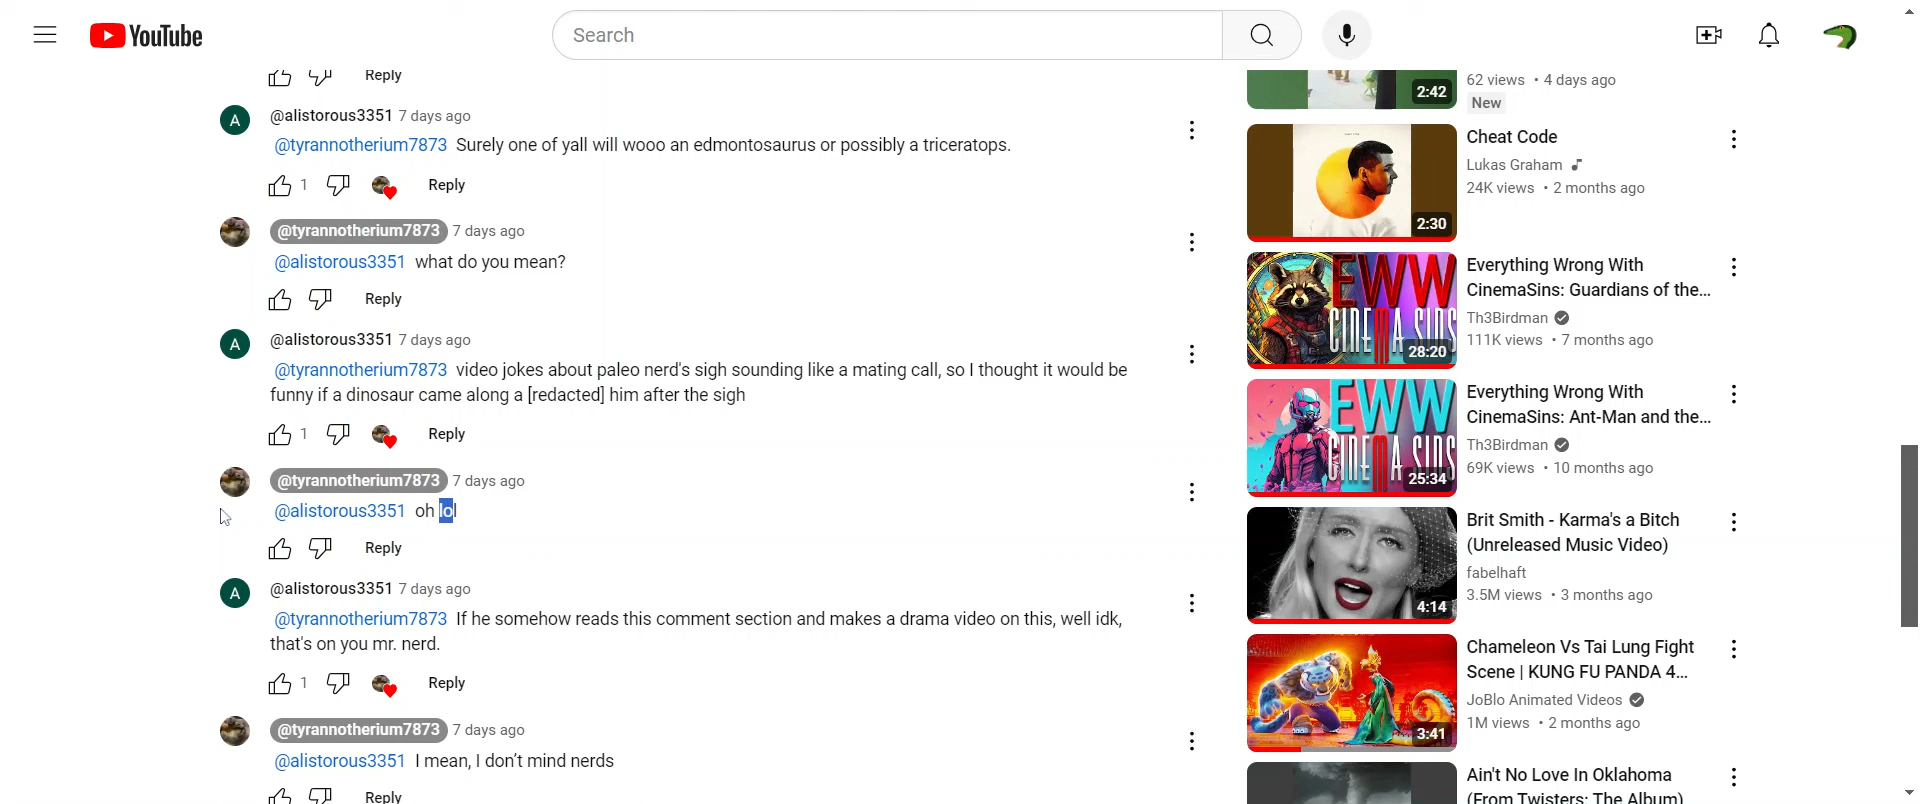 YouTube
Search
Reply
A
@alistorous3351 7 days ago
@tyrannotherium7873 Surely one of yall will wooo an edmontosaurus or possibly a triceratops.
1 Reply
@tyrannotherium7873 7 days ago
@alistorous3351 what do you mean?
Reply
A
@alistorous3351 7 days ago
@tyrannotherium7873 video jokes about paleo nerd's sigh sounding like a mating call, so I thought it would be
funny if a dinosaur came along a [redacted] him after the sigh
1 Reply
@tyrannotherium7873 7 days ago
@alistorous3351 oh lol
Reply
A
@alistorous3351 7 days ago
@tyrannotherium7873 If he somehow reads this comment section and makes a drama video on this, well idk,
that's on you mr. nerd.
1 Reply
@tyrannotherium7873 7 days ago
@alistorous3351 I mean, I don’t mind nerds
Reply
2:42
62 views • 4 days ago
New
2:30
Cheat Code
Lukas Graham
24K views • 2 months ago
EWW
CINEMA SINS
28:20
Everything Wrong With
CinemaSins: Guardians of the...
Th3Birdman
111K views • 7 months ago
EWW
CINEMA SINS
25:34
Everything Wrong With
CinemaSins: Ant-Man and the...
Th3Birdman
69K views • 10 months ago
4:14
Brit Smith - Karma's a Bitch
(Unreleased Music Video)
fabelhaft
3.5M views • 3 months ago
3:41
Chameleon Vs Tai Lung Fight
Scene | KUNG FU PANDA 4...
JoBlo Animated Videos
1M views • 2 months ago
Ain't No Love In Oklahoma
(From Twisters: The Album)